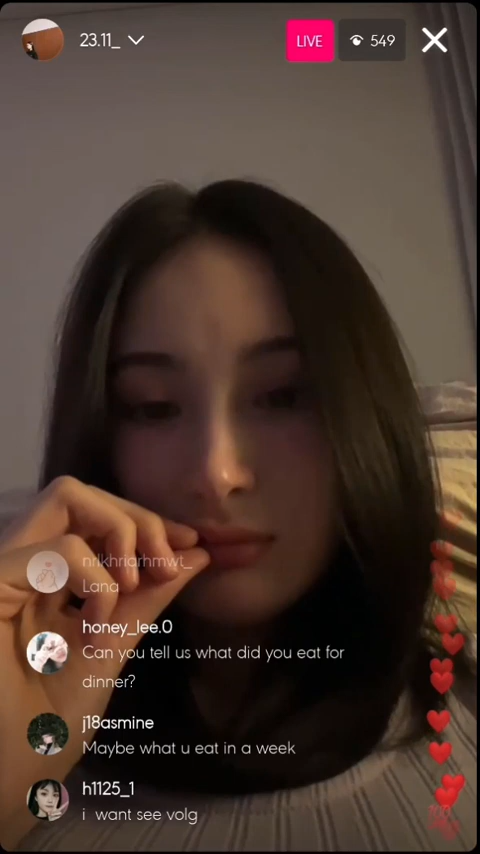 23.11_
LIVE
549
nrlkhriarhmwt_
Lana
honey_lee.0
Can you tell us what did you eat for
dinner?
j18asmine
Maybe what u eat in a week
h1125_1
i want see volg